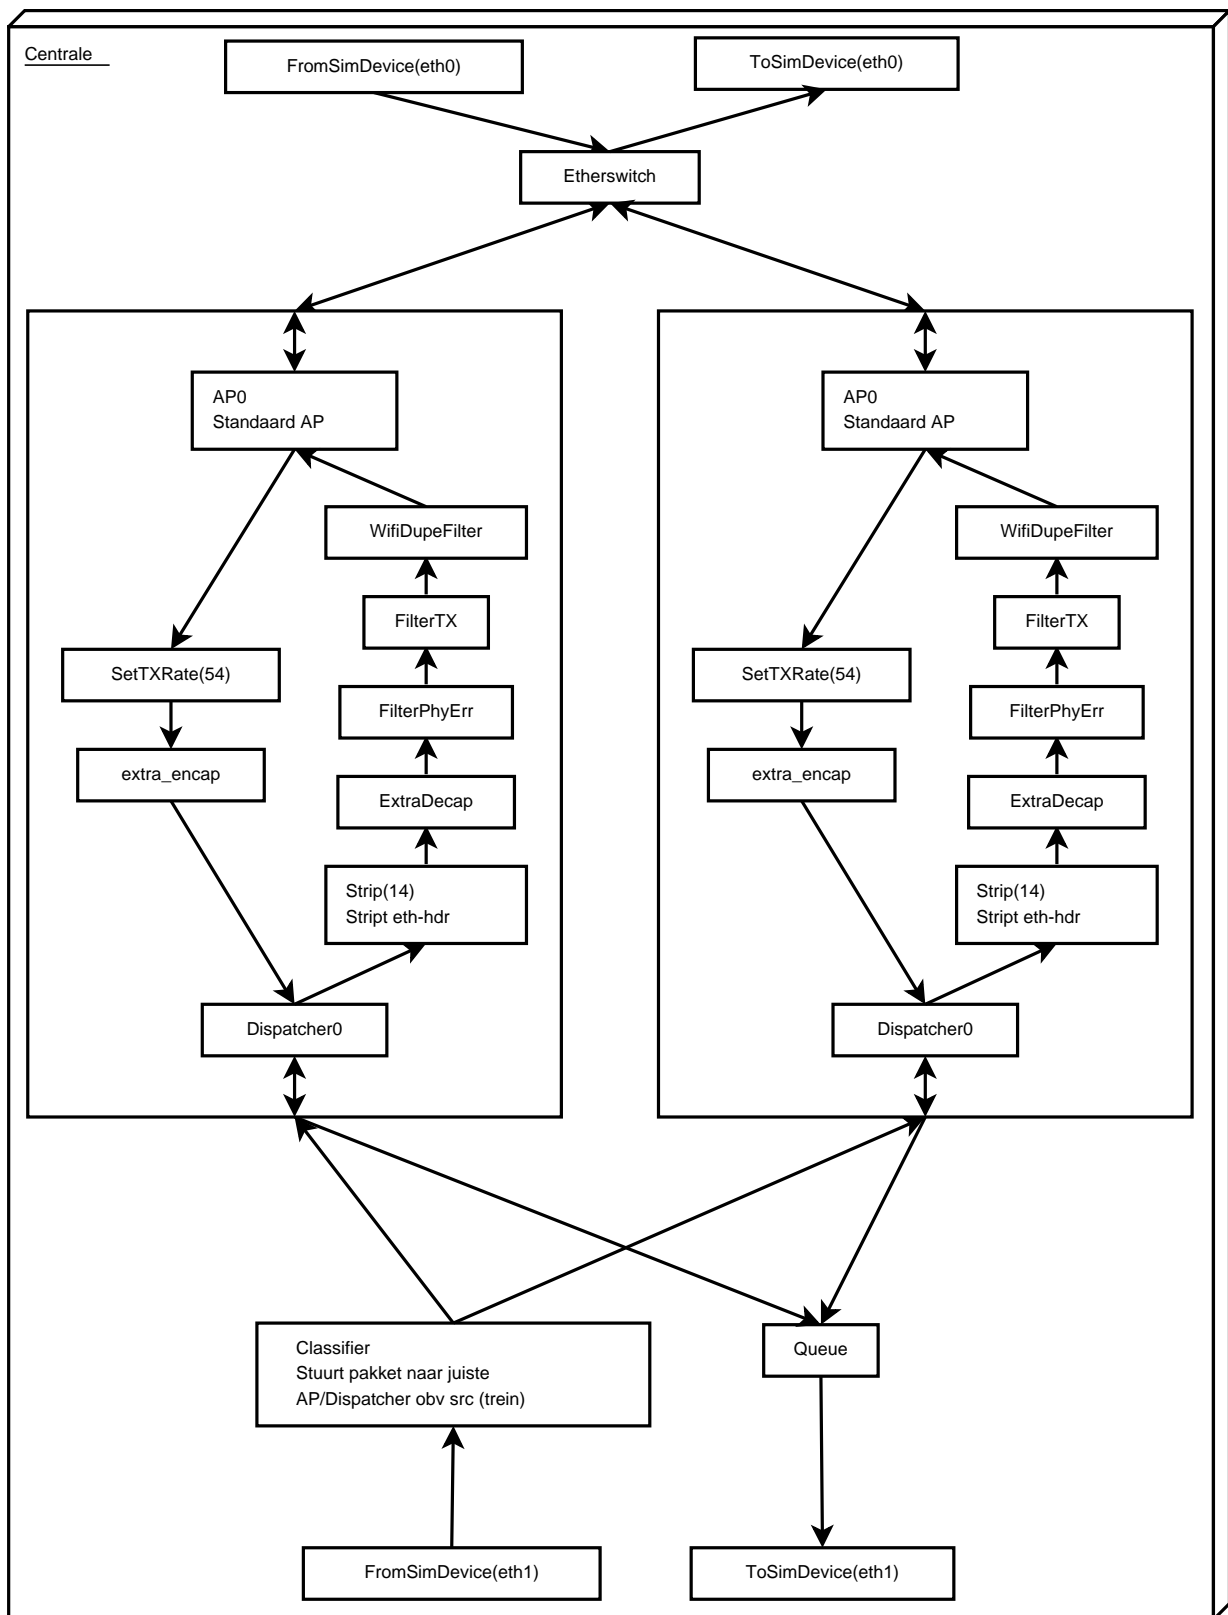 Centrale
FromSimDevice(eth0)
ToSimDevice(eth0)
Etherswitch
AP0
Standaard AP
WifiDupeFilter
FilterTX
SetTXRate(54)
FilterPhyErr
extra_encap
ExtraDecap
Strip(14)
Stript eth-hdr
Dispatcher0
AP0
Standaard AP
WifiDupeFilter
FilterTX
SetTXRate(54)
FilterPhyErr
extra_encap
ExtraDecap
Strip(14)
Stript eth-hdr
Dispatcher0
Classifier
Stuurt pakket naar juiste
AP/Dispatcher obv src (trein)
Queue
FromSimDevice(eth1)
ToSimDevice(eth1)